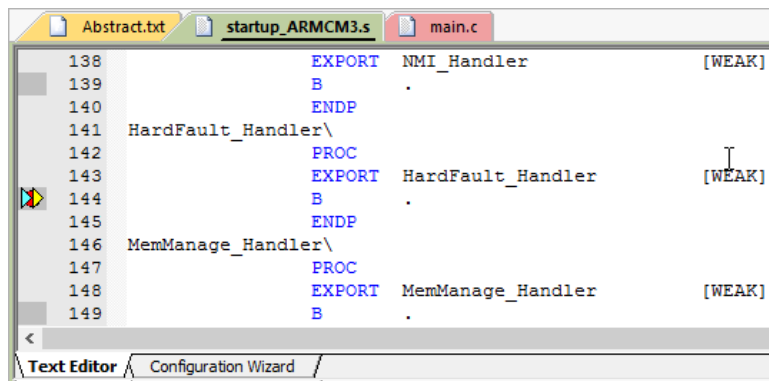 Abstract.txt startup_ARMCM3.s main.c
138 EXPORT NMI_Handler [WEAK]
139 B .
140 ENDP
141 HardFault_Handler\
142 PROC
143 EXPORT HardFault_Handler [WEAK]
144 B .
145 ENDP
146 MemManage_Handler\
147 PROC
148 EXPORT MemManage_Handler [WEAK]
149 B .
Text Editor Configuration Wizard